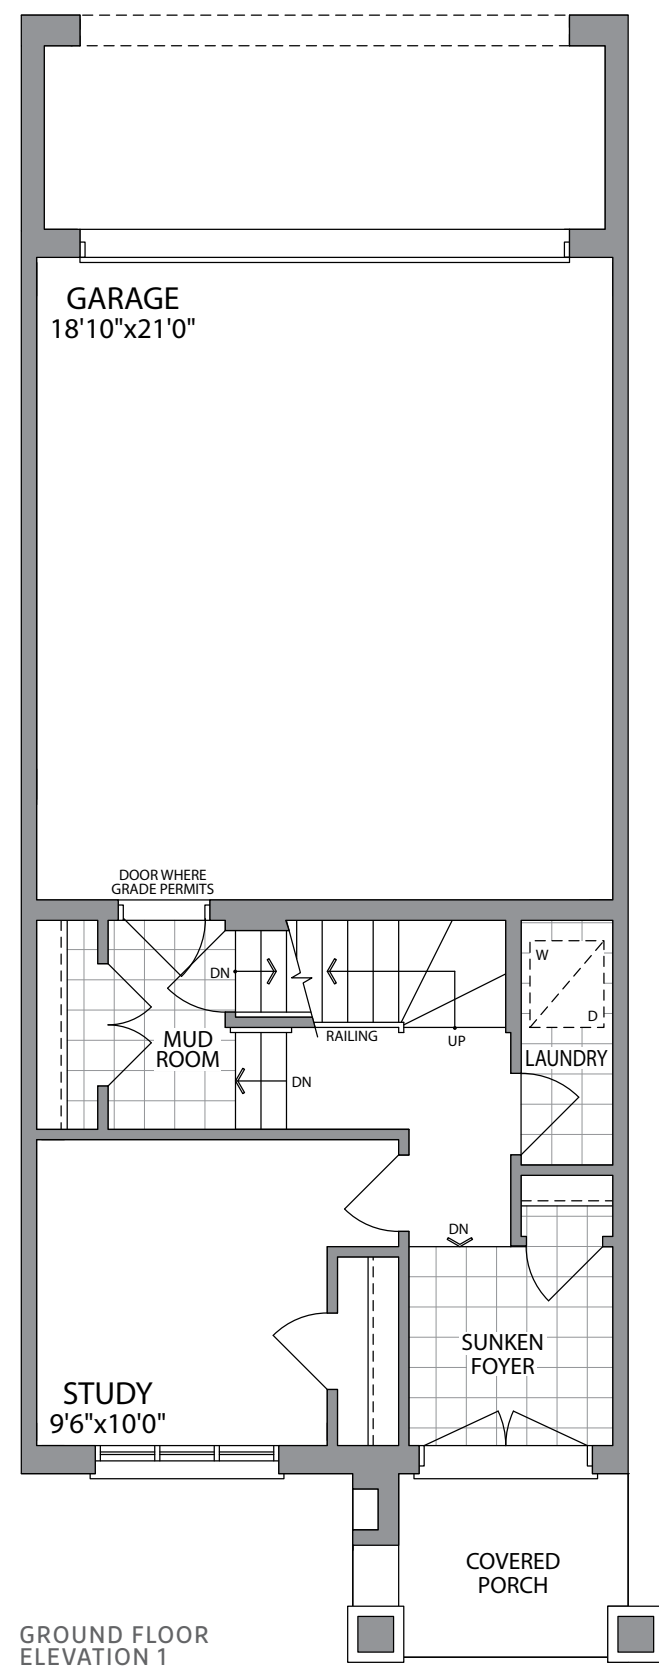 GARAGE
18'10"x21'0"
DOOR WHERE
GRADE PERMITS
DN
MUD
ROOM
RAILING
UP
DN
W
D
LAUNDRY
DN
SUNKEN
FOYER
STUDY
9'6"x10'0"
COVERED
PORCH
GROUND FLOOR
ELEVATION 1